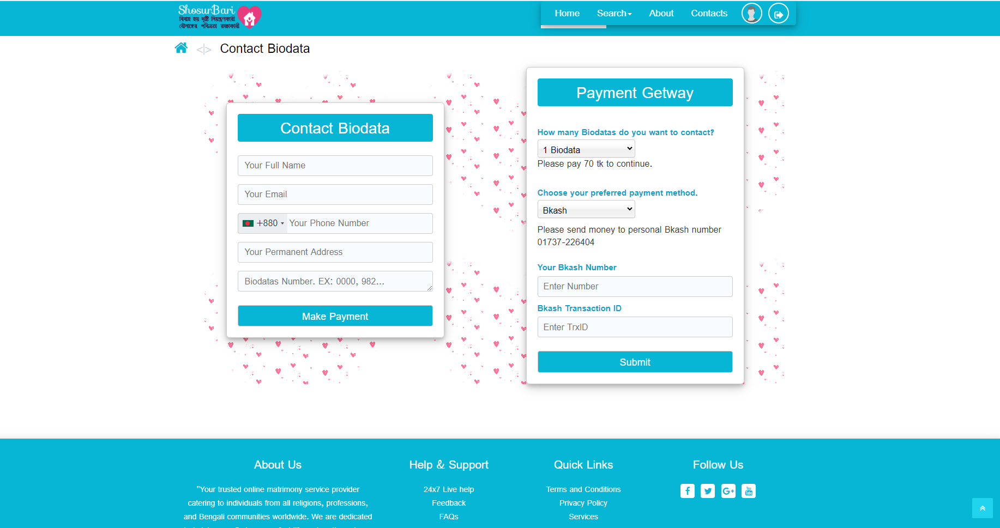 ShosurBari
বিবাহ হয় দৃষ্টি নিয়ন্ত্রণকারী
যৌনাঙ্গের পবিত্রতা রক্ষাকারী
Home
Search
About
Contacts
Contact Biodata
Contact Biodata
Your Full Name
Your Email
+880
Your Phone Number
Your Permanent Address
Biodatas Number. EX: 0000, 982...
Make Payment
Payment Getway
How many Biodatas do you want to contact?
1 Biodata
Please pay 70 tk to continue.
Choose your preferred payment method.
Bkash
Please send money to personal Bkash number
01737-226404
Your Bkash Number
Enter Number
Bkash Transaction ID
Enter TrxID
Submit
About Us
"Your trusted online matrimony service provider
catering to individuals from all religions, professions,
and Bengali communities worldwide. We are dedicated
Help & Support
24x7 Live help
Feedback
FAQs
Quick Links
Terms and Conditions
Privacy Policy
Services
Follow Us
f
G+
You
Tube